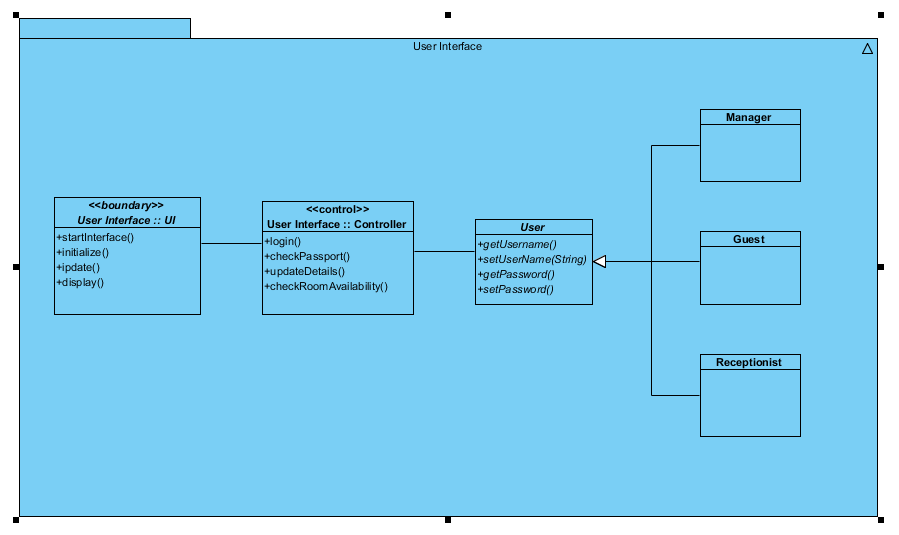 User Interface
<<boundary>>
User Interface :: UI
+startInterface()
+initialize()
+ipdate()
+display()
<<control>>
User Interface :: Controller
+login()
+checkPassport()
+updateDetails()
+checkRoomAvailability()
User
+getUsername()
+setUserName(String)
+getPassword()
+setPassword()
Manager
Guest
Receptionist